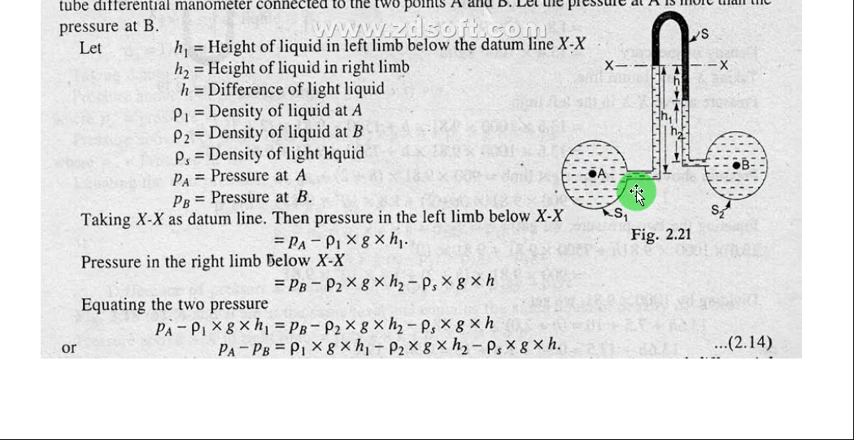 tube differential manometer connected to the two points A and B. Let the pressure at A is more than the
pressure at B.
www.zdsoft.com
Let h₁ = Height of liquid in left limb below the datum line X-X
h₂ = Height of liquid in right limb
h = Difference of light liquid
ρ₁ = Density of liquid at A
ρ₂ = Density of liquid at B
ρₛ = Density of light liquid
p_A = Pressure at A
p_B = Pressure at B.
Taking X-X as datum line. Then pressure in the left limb below X-X
= p_A – ρ₁ × g × h₁.
Pressure in the right limb below X-X
= p_B – ρ₂ × g × h₂ – ρₛ × g × h
Equating the two pressure
p_A – ρ₁ × g × h₁ = p_B – ρ₂ × g × h₂ – ρₛ × g × h
or p_A – p_B = ρ₁ × g × h₁ – ρ₂ × g × h₂ – ρₛ × g × h. ...(2.14)
S
X X
h
h₁
h₂
A
B
S₁
S₂
Fig. 2.21